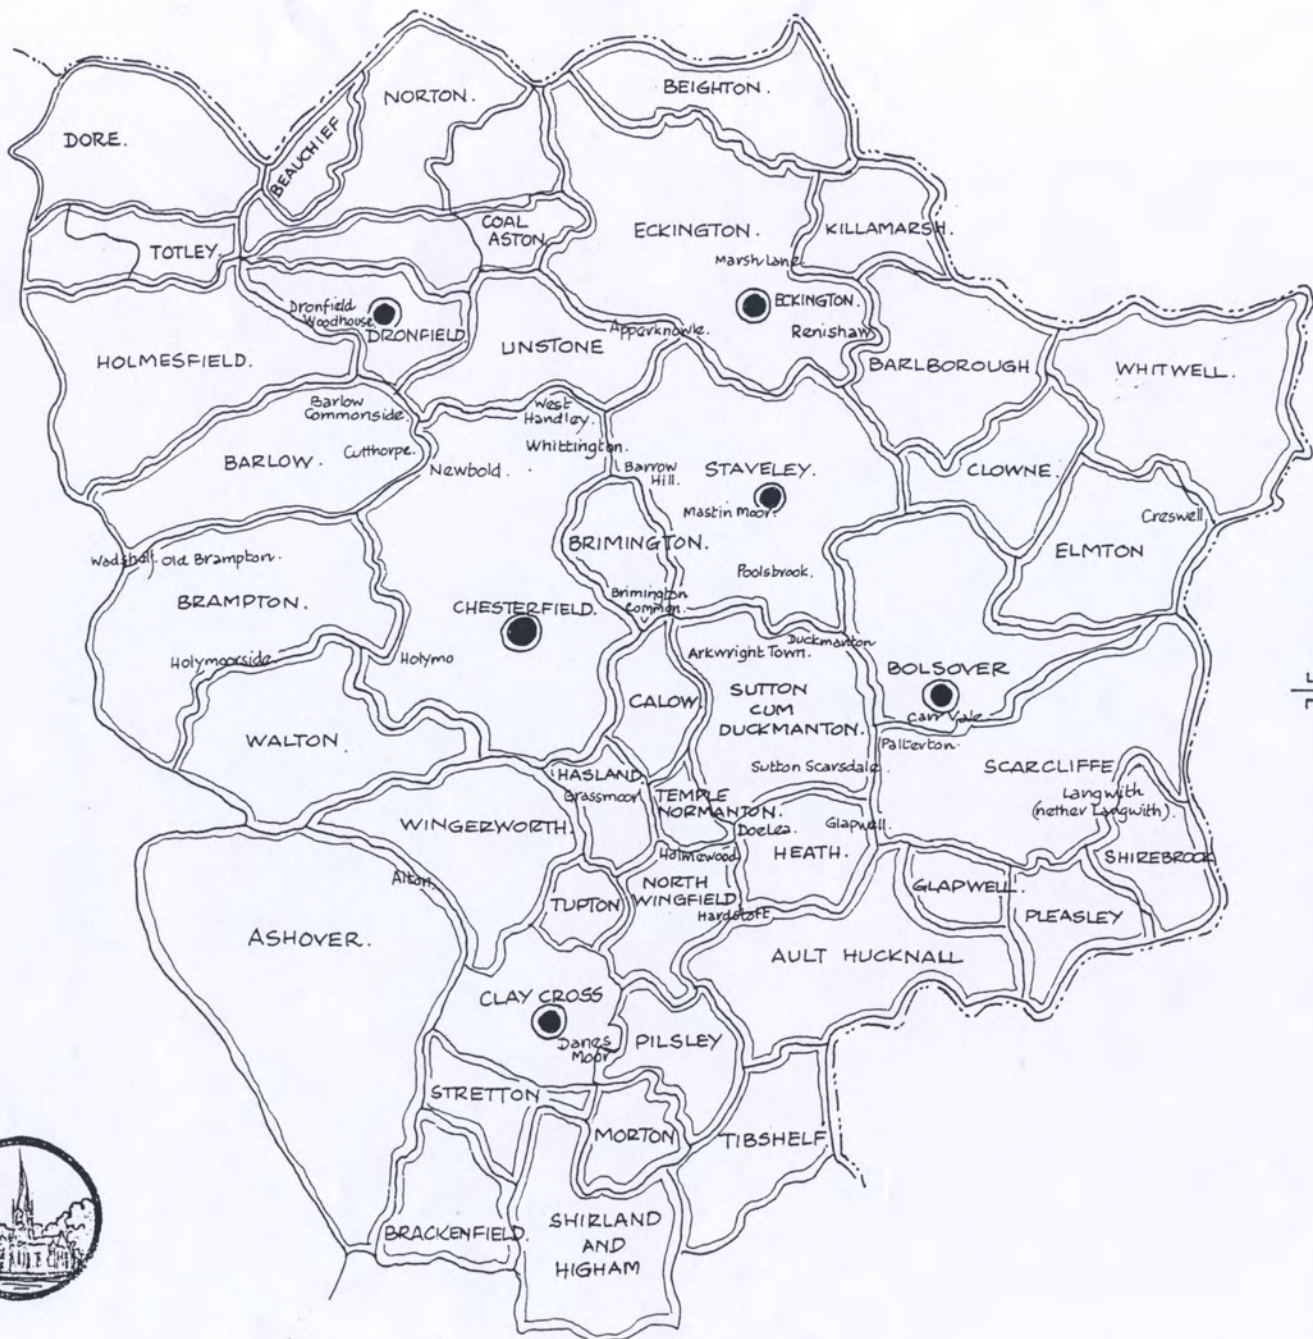 NORTON.
BEIGHTON.
DORE.
BEAUCHIEF
COAL
ASTON.
ECKINGTON.
KILLAMARSH.
TOTLEY.
Marsh Lane.
Dronfield
Woodhouse.
DRONFIELD.
ECKINGTON.
Renishaw
Apperknowle.
UNSTONE
HOLMESFIELD.
BARLBOROUGH
WHITWELL.
Barlow
Commonside.
West
Handley.
Whittington.
BARLOW.
Cutthorpe.
Newbold.
Barrow
Hill.
STAVELEY.
CLOWNE.
Mastin Moor.
Creswell
BRIMINGTON.
ELMTON
Wadshelf.
Old Brampton.
Poolsbrook.
BRAMPTON.
CHESTERFIELD.
Brimington
Common.
Duckmanton
Arkwright Town.
Holymoorside.
Holymo
BOLSOVER
CALOW.
SUTTON
CUM
DUCKMANTON.
Carr Vale
WALTON.
Palterton.
HASLAND.
Grassmoor
Sutton Scarsdale.
SCARCLIFFE
TEMPLE
NORMANTON.
Langwith
(nether Langwith).
WINGERWORTH.
Doe Lea.
Glapwell.
Holmewood
HEATH.
SHIREBROOK
Alton.
TUPTON
NORTH
WINGFIELD
GLAPWELL.
Hardstoft
PLEASLEY
ASHOVER.
AULT HUCKNALL
CLAY CROSS
Danes
Moor
PILSLEY
STRETTON
MORTON
TIBSHELF
BRACKENFIELD.
SHIRLAND
AND
HIGHAM